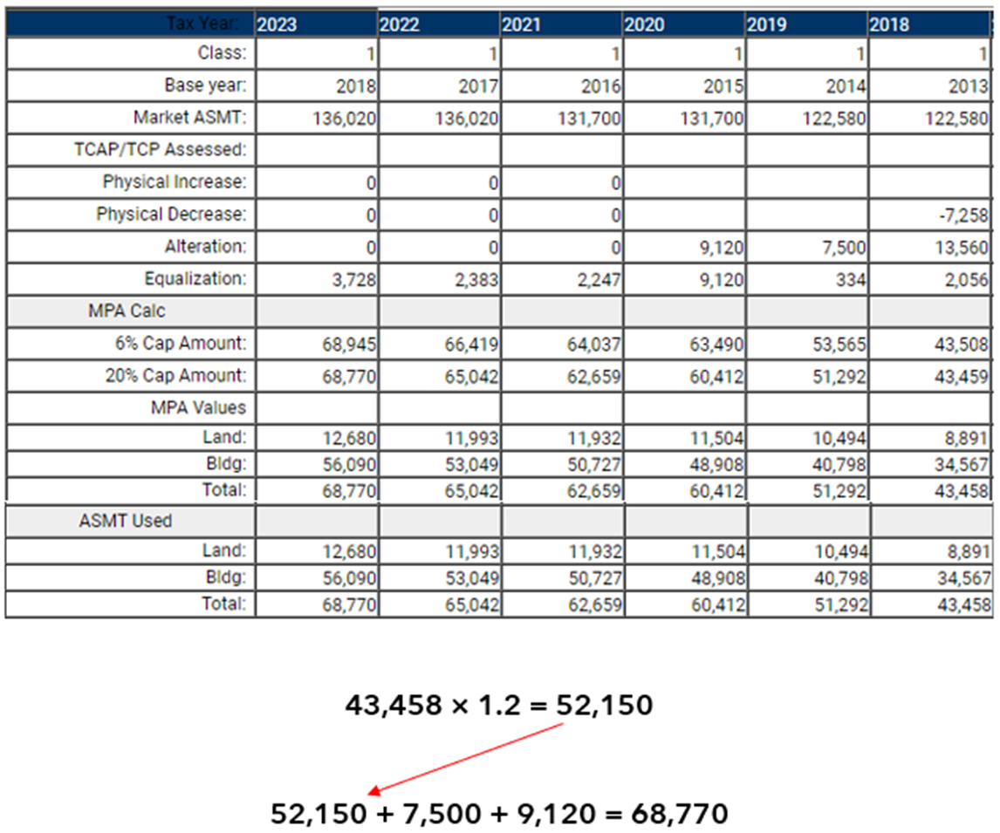 Tax Year: 2023 2022 2021 2020 2019 2018
Class: 1 1 1 1 1 1
Base year: 2018 2017 2016 2015 2014 2013
Market ASMT: 136,020 136,020 131,700 131,700 122,580 122,580
TCAP/TCP Assessed:
Physical Increase: 0 0 0
Physical Decrease: 0 0 0 -7,258
Alteration: 0 0 0 9,120 7,500 13,560
Equalization: 3,728 2,383 2,247 9,120 334 2,056
MPA Calc
6% Cap Amount: 68,945 66,419 64,037 63,490 53,565 43,508
20% Cap Amount: 68,770 65,042 62,659 60,412 51,292 43,459
MPA Values
Land: 12,680 11,993 11,932 11,504 10,494 8,891
Bldg: 56,090 53,049 50,727 48,908 40,798 34,567
Total: 68,770 65,042 62,659 60,412 51,292 43,458
ASMT Used
Land: 12,680 11,993 11,932 11,504 10,494 8,891
Bldg: 56,090 53,049 50,727 48,908 40,798 34,567
Total: 68,770 65,042 62,659 60,412 51,292 43,458
43,458 × 1.2 = 52,150
52,150 + 7,500 + 9,120 = 68,770